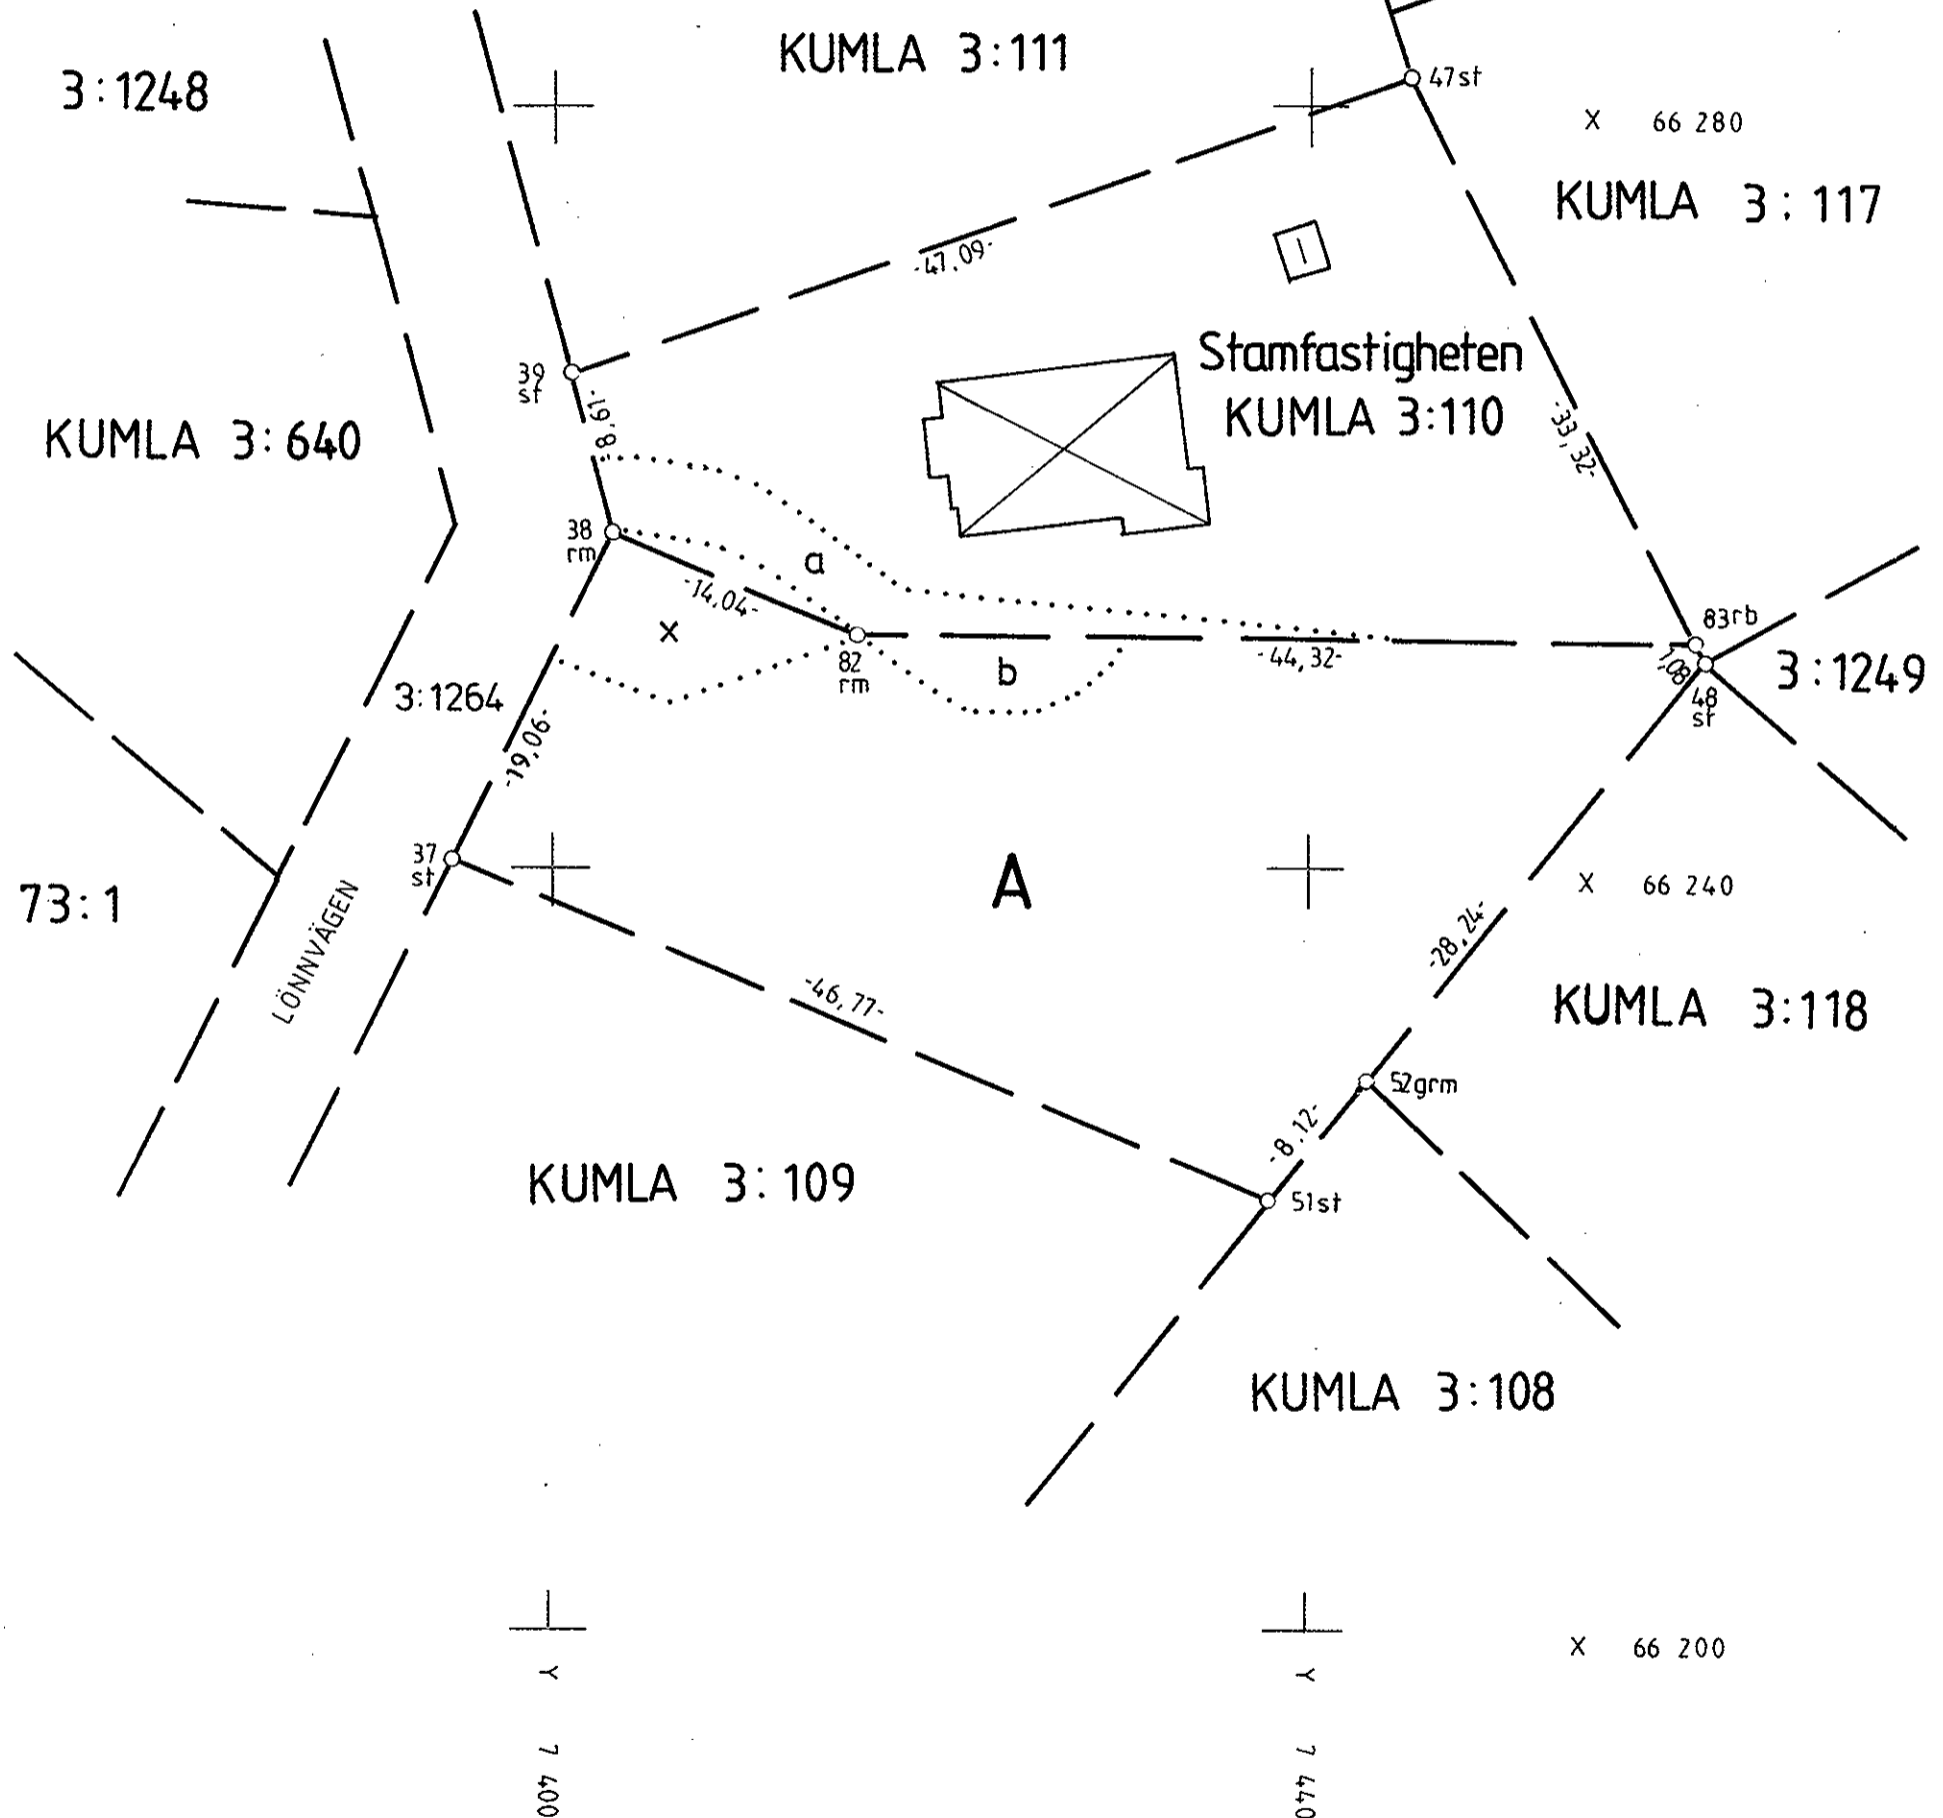 KUMLA 3:111
47st
3:1248
X 66 280
KUMLA 3:117
-47,09-
Stamfastigheten
KUMLA 3:110
39
st
-8,61-
KUMLA 3:640
-33,32-
38
rm
a
-14,04-
x
82
rm
b
-44,32-
83rb
1,08
48
st
3:1249
3:1264
-19,06-
37
st
A
X 66 240
73:1
LÖNNVÄGEN
-28,24-
-46,77-
KUMLA 3:118
52grm
-8,12-
KUMLA 3:109
51st
KUMLA 3:108
X 66 200
Y 7 400
Y 7 440